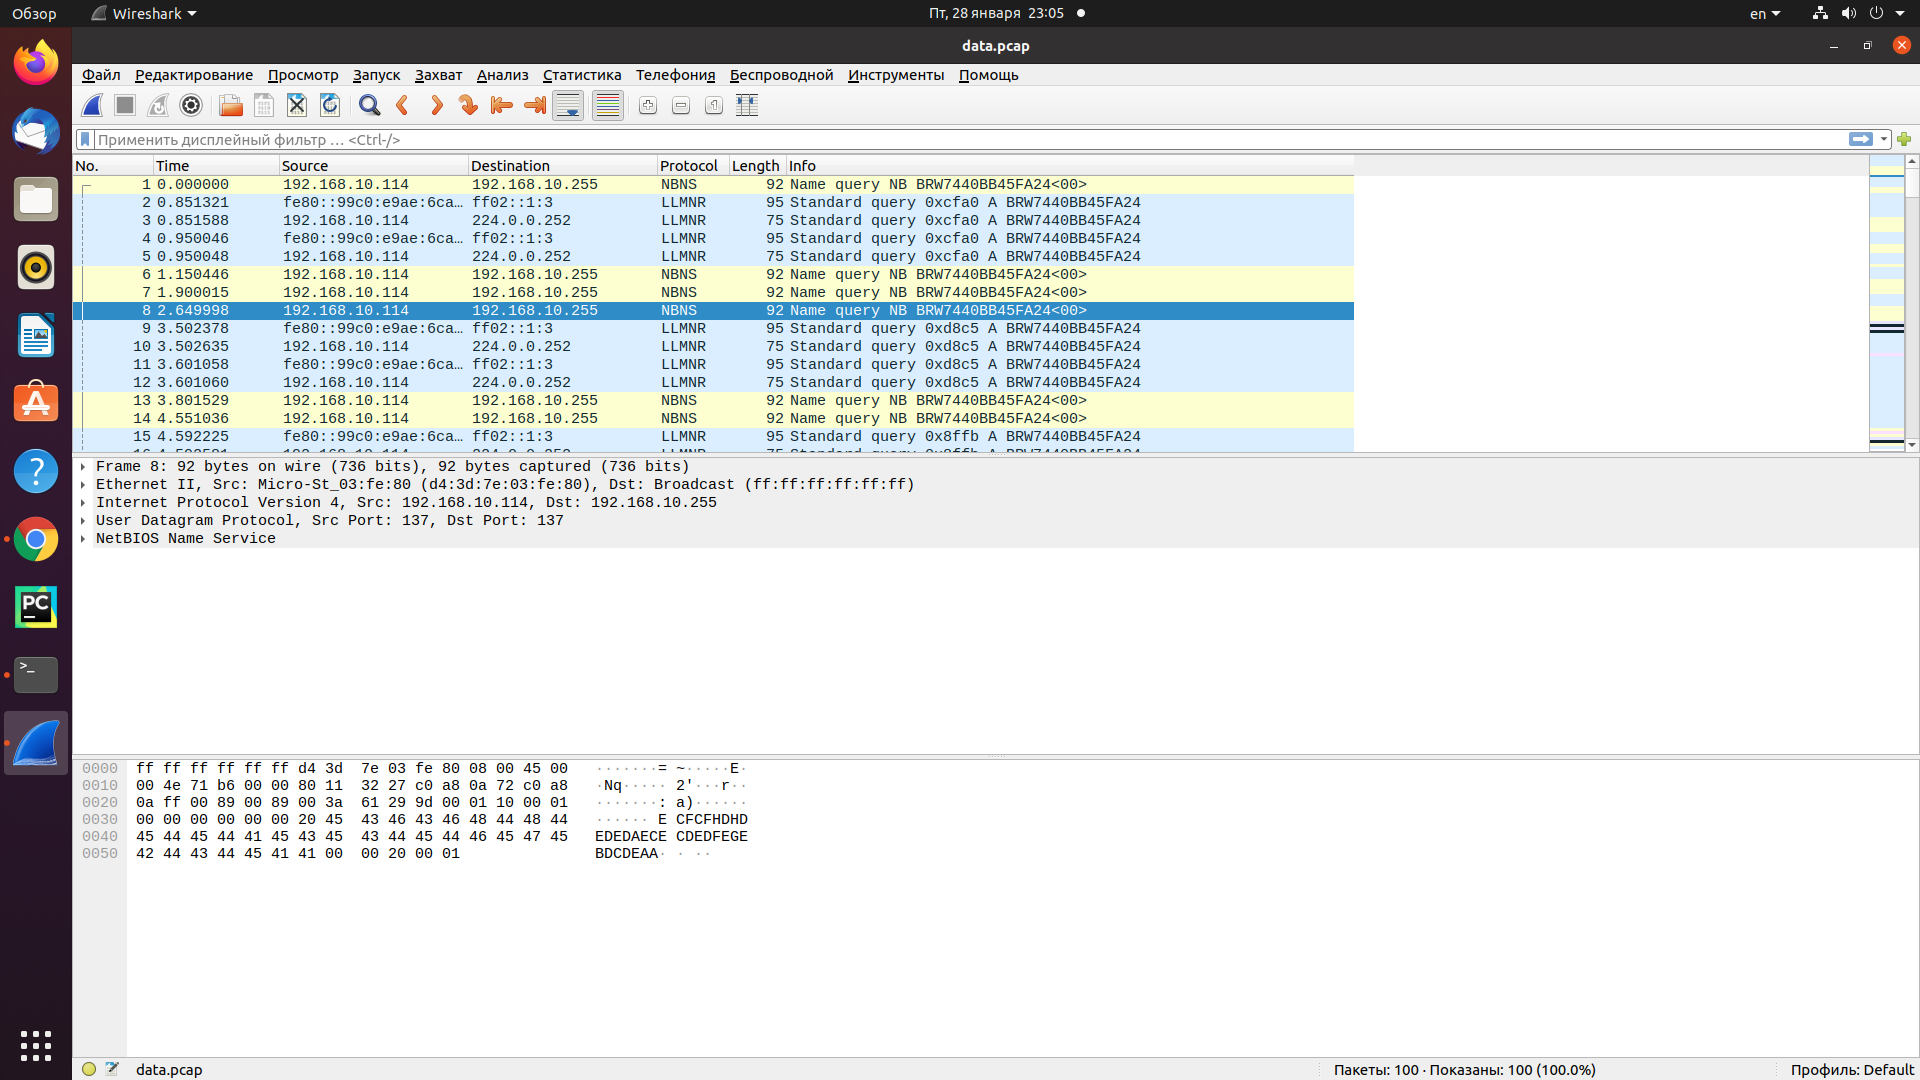 Обзор Wireshark Пт, 28 января 23:05 en
data.pcap
Файл Редактирование Просмотр Запуск Захват Анализ Статистика Телефония Беспроводной Инструменты Помощь
Применить дисплейный фильтр … <Ctrl-/>
No. Time Source Destination Protocol Length Info
1 0.000000 192.168.10.114 192.168.10.255 NBNS 92 Name query NB BRW7440BB45FA24<00>
2 0.851321 fe80::99c0:e9ae:6ca… ff02::1:3 LLMNR 95 Standard query 0xcfa0 A BRW7440BB45FA24
3 0.851588 192.168.10.114 224.0.0.252 LLMNR 75 Standard query 0xcfa0 A BRW7440BB45FA24
4 0.950046 fe80::99c0:e9ae:6ca… ff02::1:3 LLMNR 95 Standard query 0xcfa0 A BRW7440BB45FA24
5 0.950048 192.168.10.114 224.0.0.252 LLMNR 75 Standard query 0xcfa0 A BRW7440BB45FA24
6 1.150446 192.168.10.114 192.168.10.255 NBNS 92 Name query NB BRW7440BB45FA24<00>
7 1.900015 192.168.10.114 192.168.10.255 NBNS 92 Name query NB BRW7440BB45FA24<00>
8 2.649998 192.168.10.114 192.168.10.255 NBNS 92 Name query NB BRW7440BB45FA24<00>
9 3.502378 fe80::99c0:e9ae:6ca… ff02::1:3 LLMNR 95 Standard query 0xd8c5 A BRW7440BB45FA24
10 3.502635 192.168.10.114 224.0.0.252 LLMNR 75 Standard query 0xd8c5 A BRW7440BB45FA24
11 3.601058 fe80::99c0:e9ae:6ca… ff02::1:3 LLMNR 95 Standard query 0xd8c5 A BRW7440BB45FA24
12 3.601060 192.168.10.114 224.0.0.252 LLMNR 75 Standard query 0xd8c5 A BRW7440BB45FA24
13 3.801529 192.168.10.114 192.168.10.255 NBNS 92 Name query NB BRW7440BB45FA24<00>
14 4.551036 192.168.10.114 192.168.10.255 NBNS 92 Name query NB BRW7440BB45FA24<00>
15 4.592225 fe80::99c0:e9ae:6ca… ff02::1:3 LLMNR 95 Standard query 0x8ffb A BRW7440BB45FA24
Frame 8: 92 bytes on wire (736 bits), 92 bytes captured (736 bits)
Ethernet II, Src: Micro-St_03:fe:80 (d4:3d:7e:03:fe:80), Dst: Broadcast (ff:ff:ff:ff:ff:ff)
Internet Protocol Version 4, Src: 192.168.10.114, Dst: 192.168.10.255
User Datagram Protocol, Src Port: 137, Dst Port: 137
NetBIOS Name Service
0000 ff ff ff ff ff ff d4 3d 7e 03 fe 80 08 00 45 00 ·······= ~·····E·
0010 00 4e 71 b6 00 00 80 11 32 27 c0 a8 0a 72 c0 a8 ·Nq····· 2'···r··
0020 0a ff 00 89 00 89 00 3a 61 29 9d 00 01 10 00 01 ·······: a)······
0030 00 00 00 00 00 00 20 45 43 46 43 46 48 44 48 44 ······ E CFCFHDHD
0040 45 44 45 44 41 45 43 45 43 44 45 44 46 45 47 45 EDEDAECE CDEDFEGE
0050 42 44 43 44 45 41 41 00 00 20 00 01 BDCDEAA· · ··
data.pcap Пакеты: 100 · Показаны: 100 (100.0%) Профиль: Default